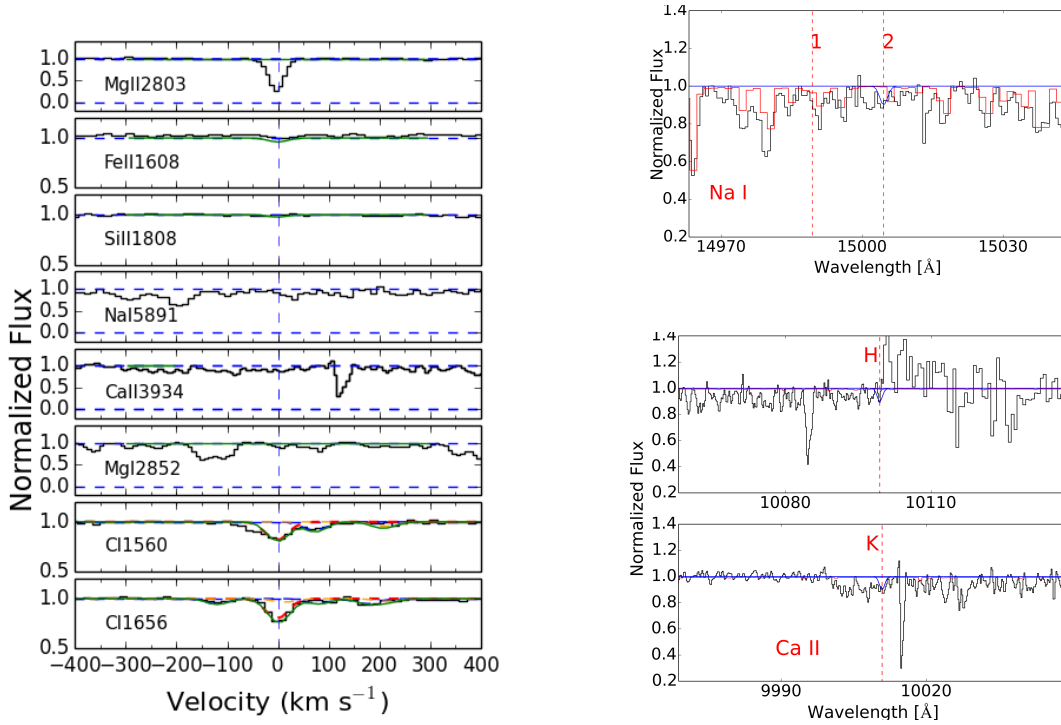 Normalized Flux
1.0
0.5
0.0
MgII2803
1.0
0.5
FeII1608
1.0
0.5
SiII1808
1.0
0.5
0.0
NaI5891
1.0
0.5
0.0
CaII3934
1.0
0.5
0.0
MgI2852
1.0
0.5
CI1560
1.0
0.5
CI1656
−400 −300 −200 −100 0 100 200 300 400
Velocity (km s⁻¹)
Normalized Flux
1.4
1.2
1.0
0.8
0.6
0.4
0.2
1 2
Na I
14970 15000 15030
Wavelength [Å]
Normalized Flux
1.4
1.2
1.0
0.8
0.6
0.4
0.2
H
10080 10110
1.4
1.2
1.0
0.8
0.6
0.4
0.2
K
Ca II
9990 10020
Wavelength [Å]